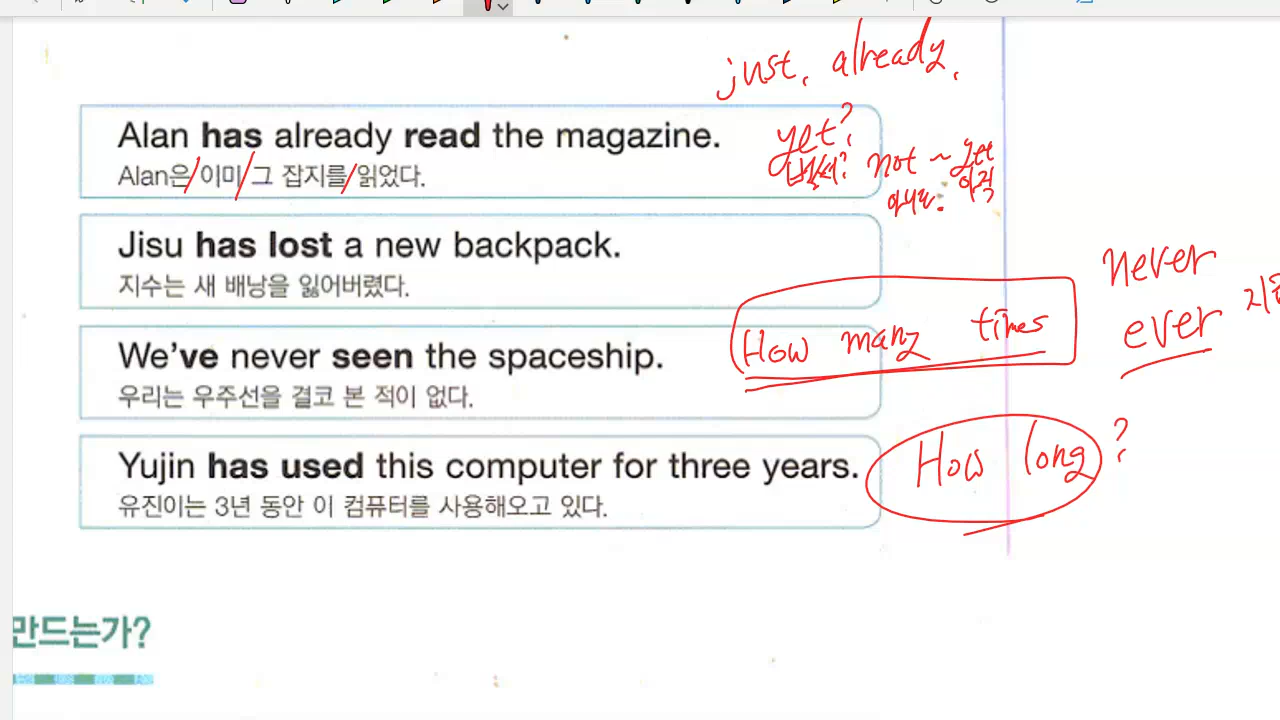 just, already,
Alan has already read the magazine.
Alan은/이미/그 잡지를/읽었다.
yet?
벌써?
not ~ yet
아직
Jisu has lost a new backpack.
지수는 새 배낭을 잃어버렸다.
never
ever
How many times
We've never seen the spaceship.
우리는 우주선을 결코 본 적이 없다.
How long?
Yujin has used this computer for three years.
유진이는 3년 동안 이 컴퓨터를 사용해오고 있다.
만드는가?